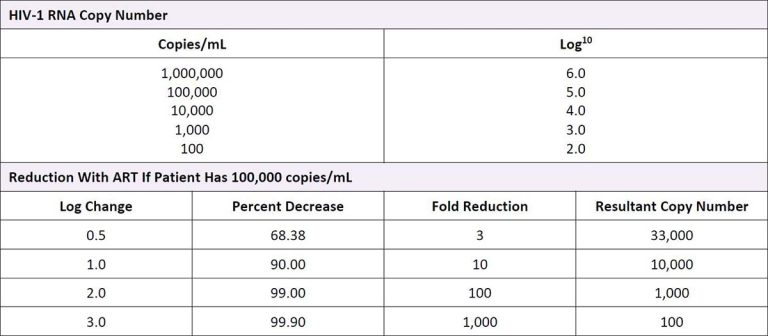 HIV-1 RNA Copy Number
Copies/mL Log10
1,000,000 6.0
100,000 5.0
10,000 4.0
1,000 3.0
100 2.0
Reduction With ART If Patient Has 100,000 copies/mL
Log Change Percent Decrease Fold Reduction Resultant Copy Number
0.5 68.38 3 33,000
1.0 90.00 10 10,000
2.0 99.00 100 1,000
3.0 99.90 1,000 100